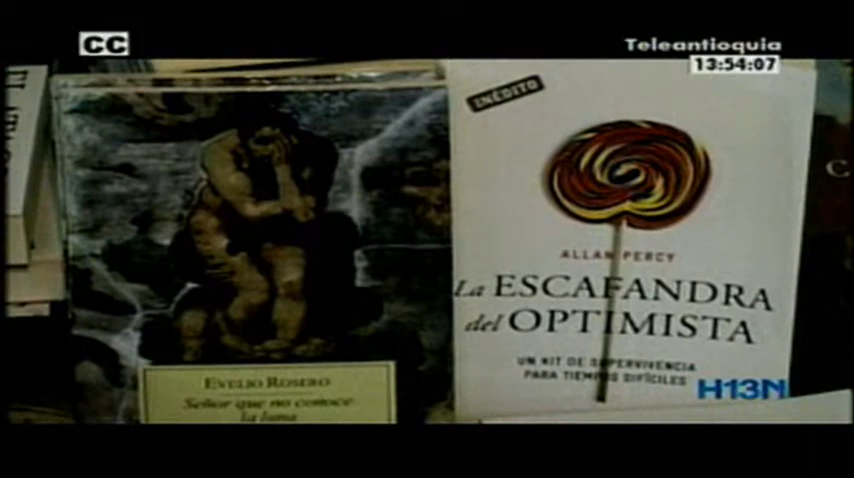 CC
Teleantioquia
13:54:07
INÉDITO
ALLAN PERCY
La ESCAFANDRA
del OPTIMISTA
UN KIT DE SUPERVIVENCIA
PARA TIEMPOS DIFÍCILES
H13N
EVELIO ROSERO
Señor que no conoce
la luna